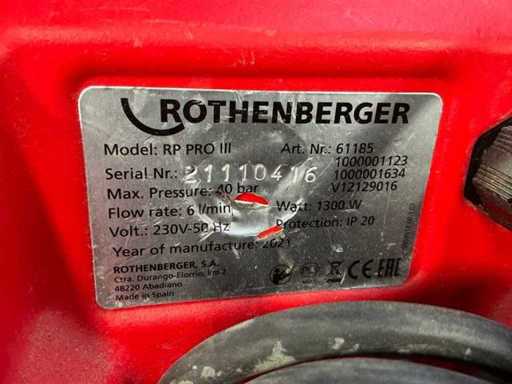 ROTHENBERGER
Model: RP PRO III Art. Nr.: 61185
1000001123
Serial Nr.: 21110416 1000001634
Max. Pressure: 40 bar V12129016
Flow rate: 6 l/min Watt: 1300 W
Volt.: 230V-50 Hz Protection: IP 20
Year of manufacture: 2021
ROTHENBERGER, S.A.
Ctra. Durango-Elorrio, km 2
48220 Abadiano
Made in Spain
CE EAC